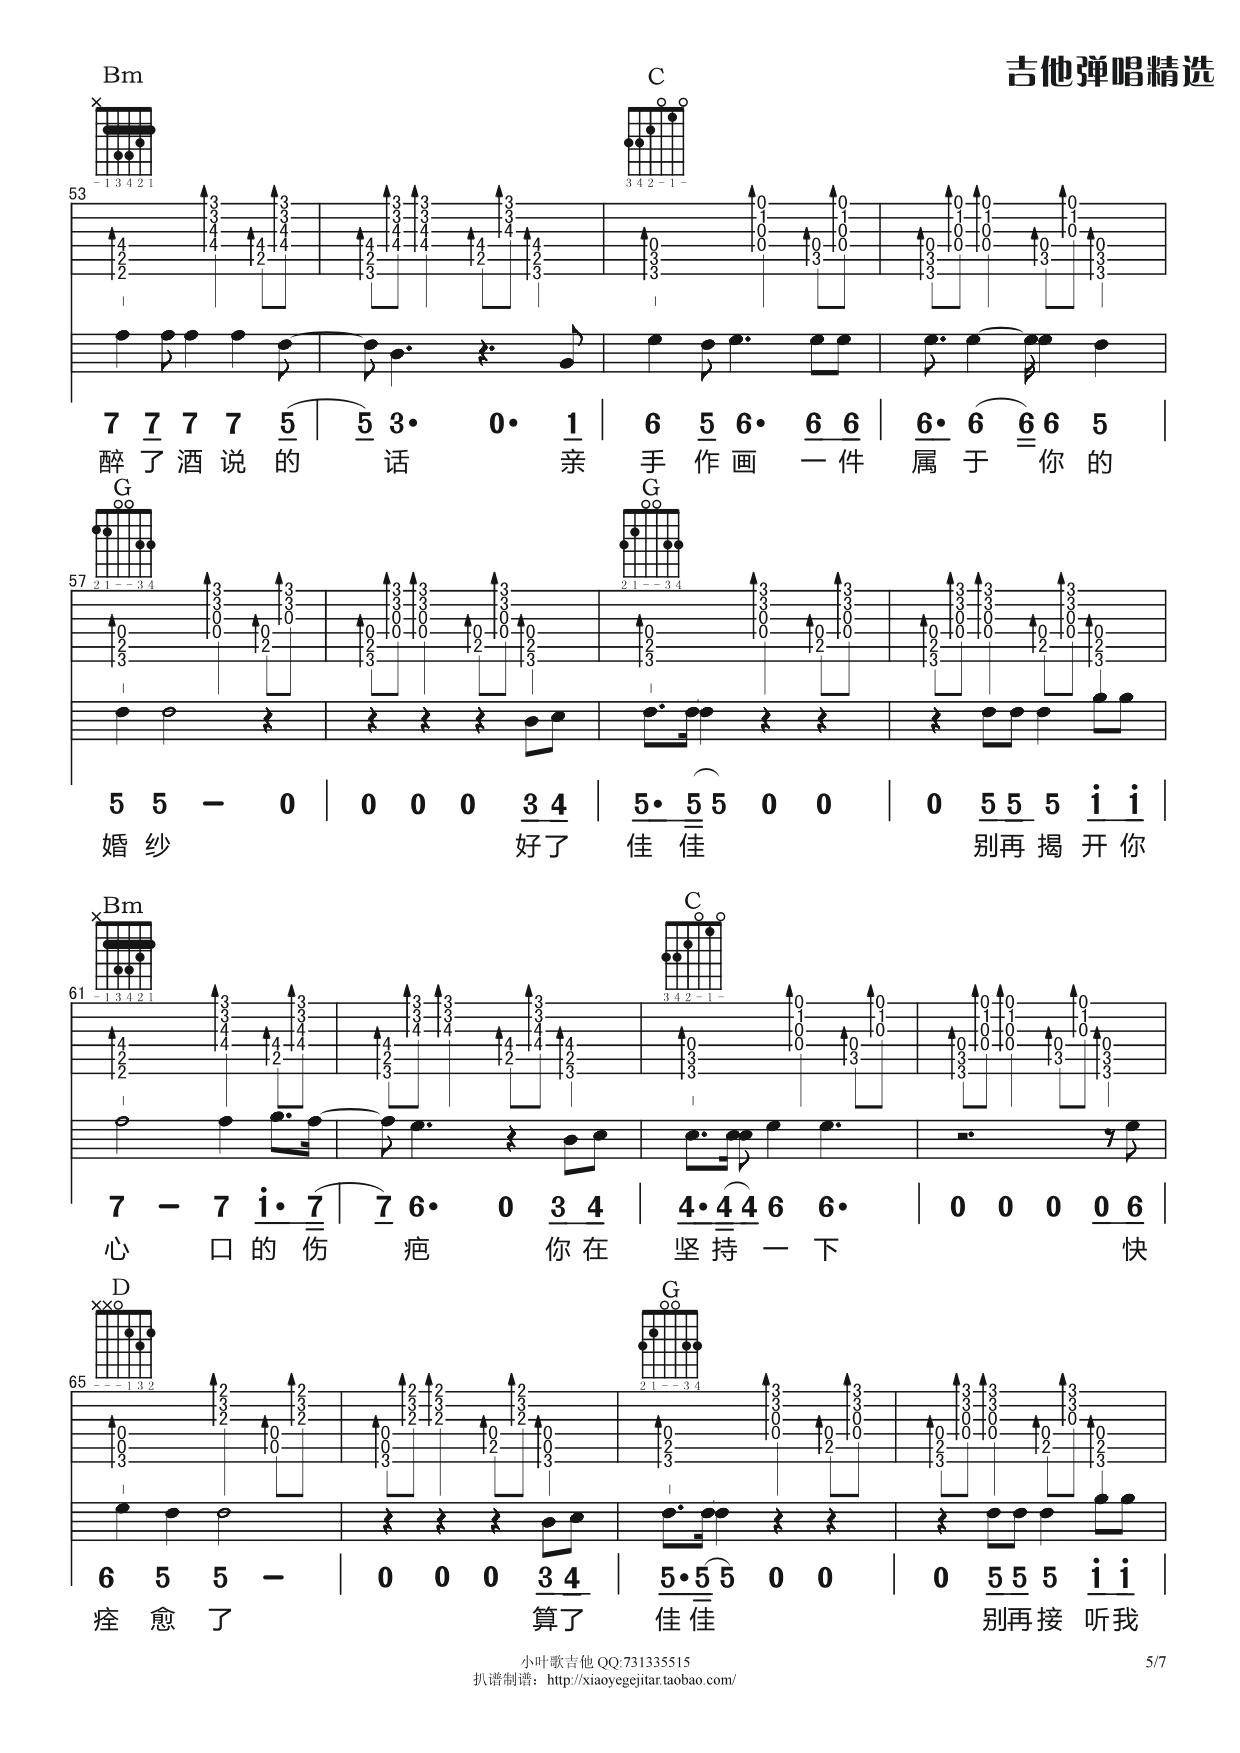 吉他弹唱精选
Bm C
53
7 7 7 7 5 | 5 3• 0• 1 | 6 5 6• 6 6 | 6• 6 6 6 5 |
醉了酒说的 话 亲 手作画 一件 属于 你的
G G
57
5 5 – 0 | 0 0 0 3 4 | 5• 5 5 0 0 | 0 5 5 5 i i |
婚纱 好了 佳佳 别再揭开你
Bm C
61
7 – 7 i• 7 | 7 6• 0 3 4 | 4• 4 4 6 6• | 0 0 0 0 6 |
心 口的伤 疤 你在 坚持一下 快
D G
65
6 5 5 – | 0 0 0 3 4 | 5• 5 5 0 0 | 0 5 5 5 i i |
痊愈了 算了 佳佳 别再接听我
小叶歌吉他 QQ:731335515
扒谱制谱：http://xiaoyegejitar.taobao.com/
5/7